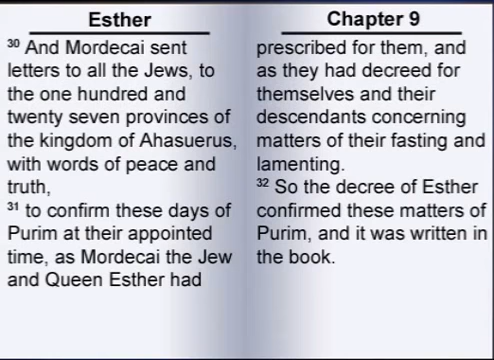 Esther
30 And Mordecai sent
letters to all the Jews, to
the one hundred and
twenty seven provinces of
the kingdom of Ahasuerus,
with words of peace and
truth,
31 to confirm these days of
Purim at their appointed
time, as Mordecai the Jew
and Queen Esther had
Chapter 9
prescribed for them, and
as they had decreed for
themselves and their
descendants concerning
matters of their fasting and
lamenting.
32 So the decree of Esther
confirmed these matters of
Purim, and it was written in
the book.